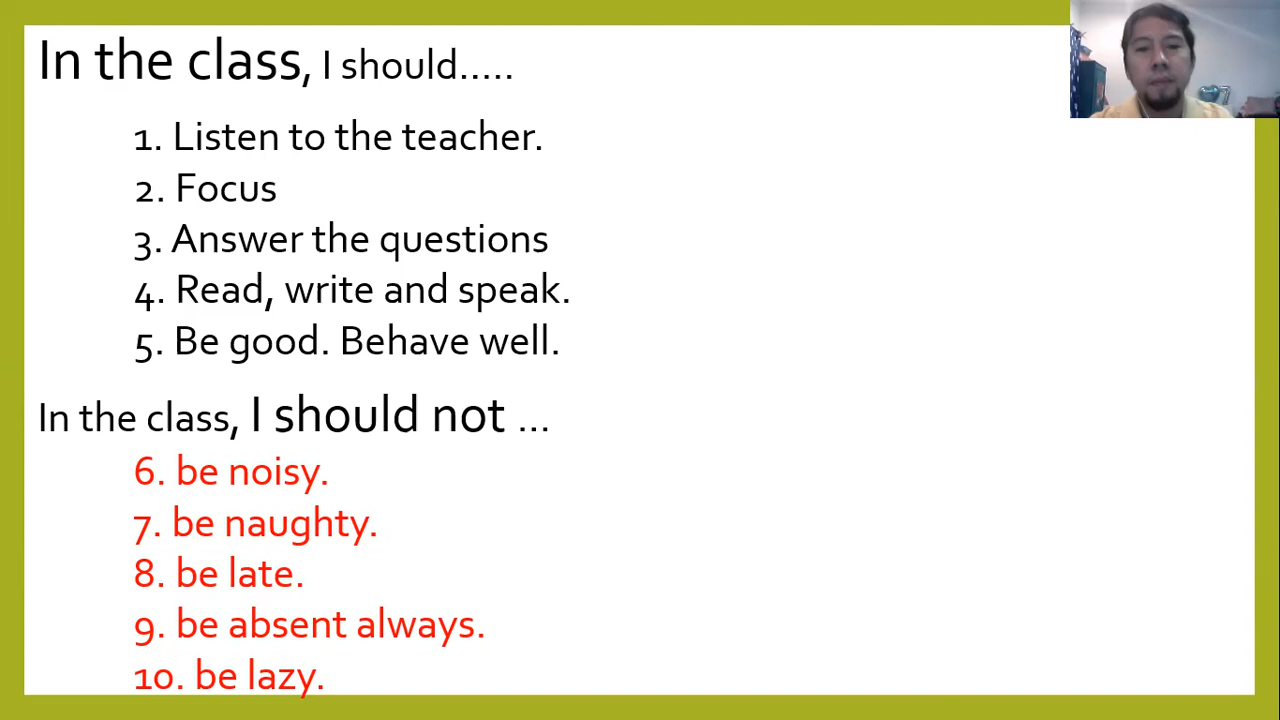 In the class, I should.....
1. Listen to the teacher.
2. Focus
3. Answer the questions
4. Read, write and speak.
5. Be good. Behave well.
In the class, I should not ...
6. be noisy.
7. be naughty.
8. be late.
9. be absent always.
10. be lazy.